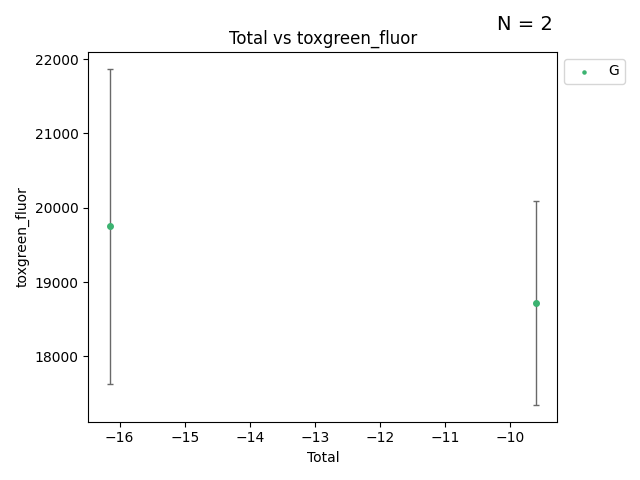 N = 2
Total vs toxgreen_fluor
G
22000
21000
20000
19000
18000
toxgreen_fluor
−16 −15 −14 −13 −12 −11 −10
Total